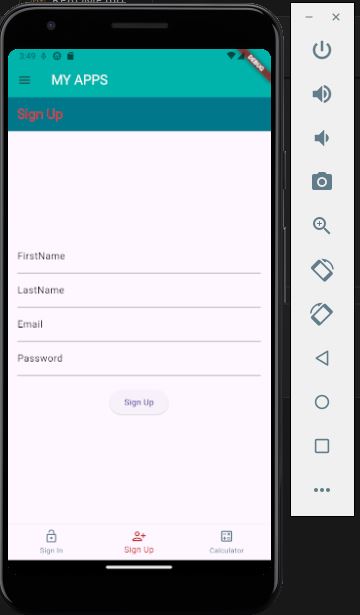 3:49
DEBUG
MY APPS
Sign Up
FirstName
LastName
Email
Password
Sign Up
Sign In
Sign Up
Calculator